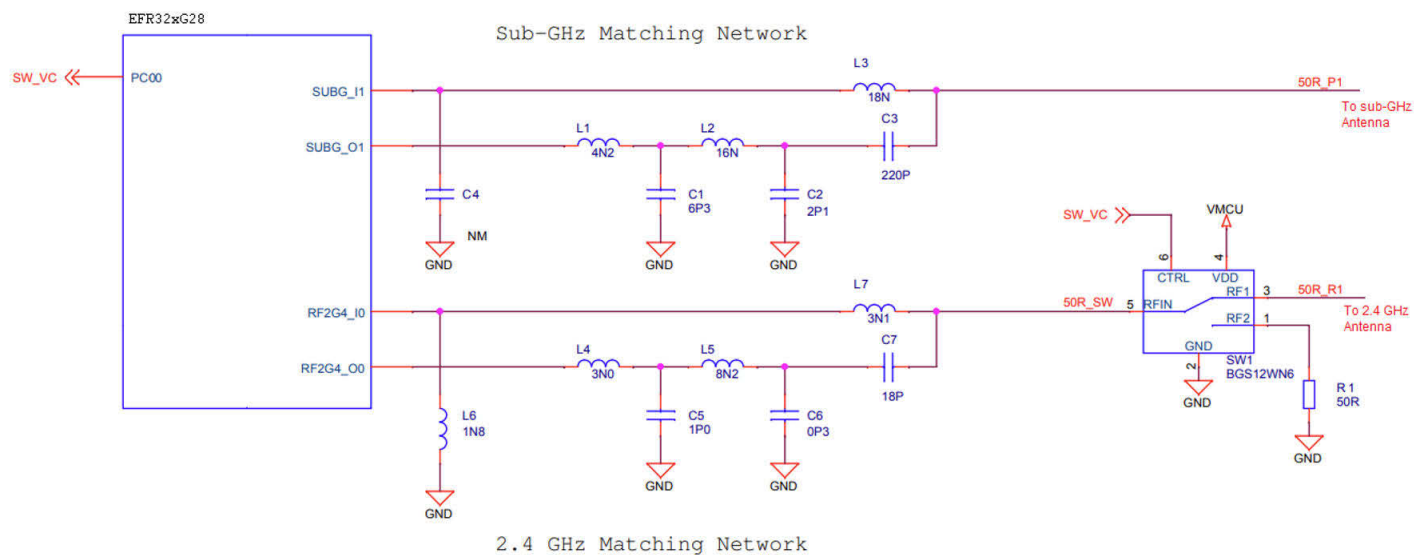 EFR32xG28
Sub-GHz Matching Network
SW_VC
PC00
SUBG_I1
L3
18N
50R_P1
To sub-GHz
Antenna
SUBG_O1
L1
4N2
L2
16N
C3
220P
C4
NM
GND
C1
6P3
GND
C2
2P1
GND
SW_VC
VMCU
6
4
CTRL
VDD
RF2G4_I0
L7
3N1
50R_SW
5
RFIN
RF1
3
50R_R1
To 2.4 GHz
Antenna
RF2
1
GND
2
SW1
BGS12WN6
GND
R1
50R
GND
RF2G4_O0
L4
3N0
L5
8N2
C7
18P
L6
1N8
GND
C5
1P0
GND
C6
0P3
GND
2.4 GHz Matching Network